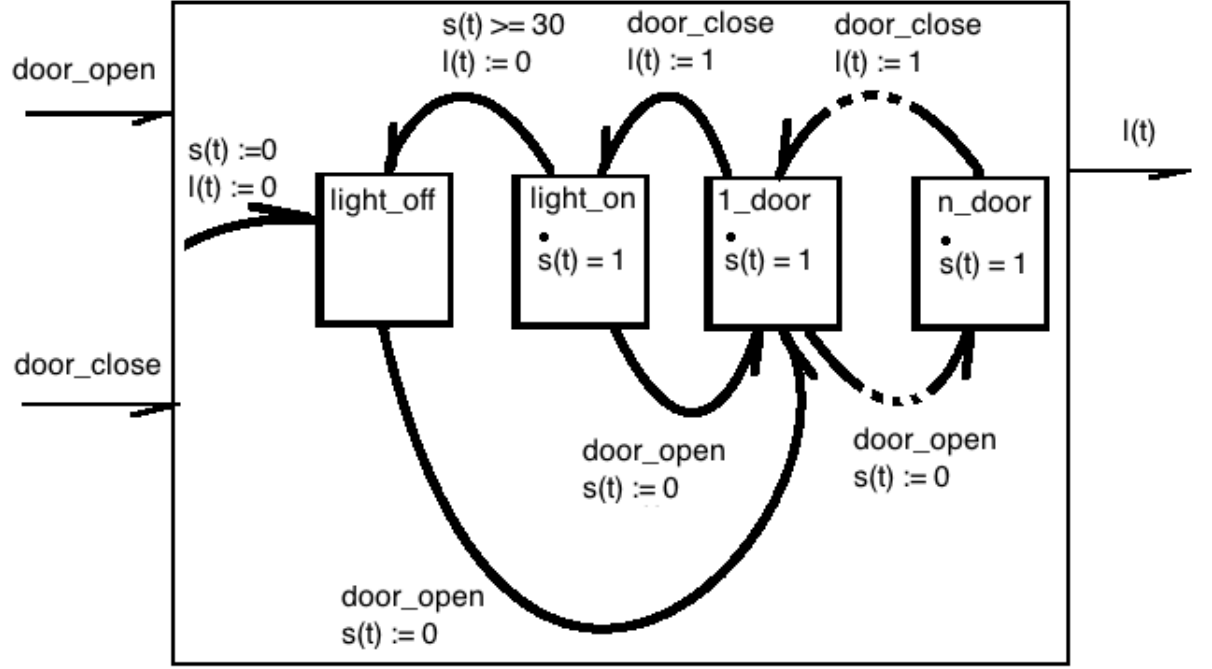 s(t) >= 30
l(t) := 0
door_close
l(t) := 1
door_close
l(t) := 1
door_open
l(t)
s(t) :=0
l(t) := 0
light_off
light_on
s(t) = 1
1_door
s(t) = 1
n_door
s(t) = 1
door_close
door_open
s(t) := 0
door_open
s(t) := 0
door_open
s(t) := 0